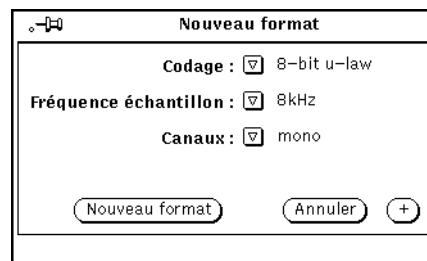 Nouveau format
Codage : 8-bit u-law
Fréquence échantillon : 8kHz
Canaux : mono
Nouveau format Annuler +